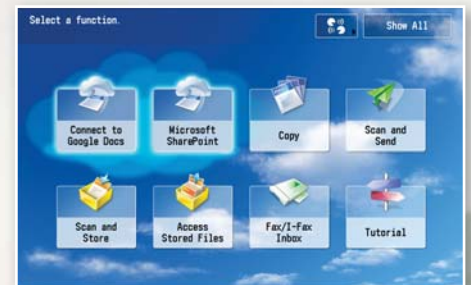 Select a function.
Show All
Connect to
Google Docs
Microsoft
SharePoint
Copy
Scan and
Send
Scan and
Store
Access
Stored Files
Fax/I-Fax
Inbox
Tutorial